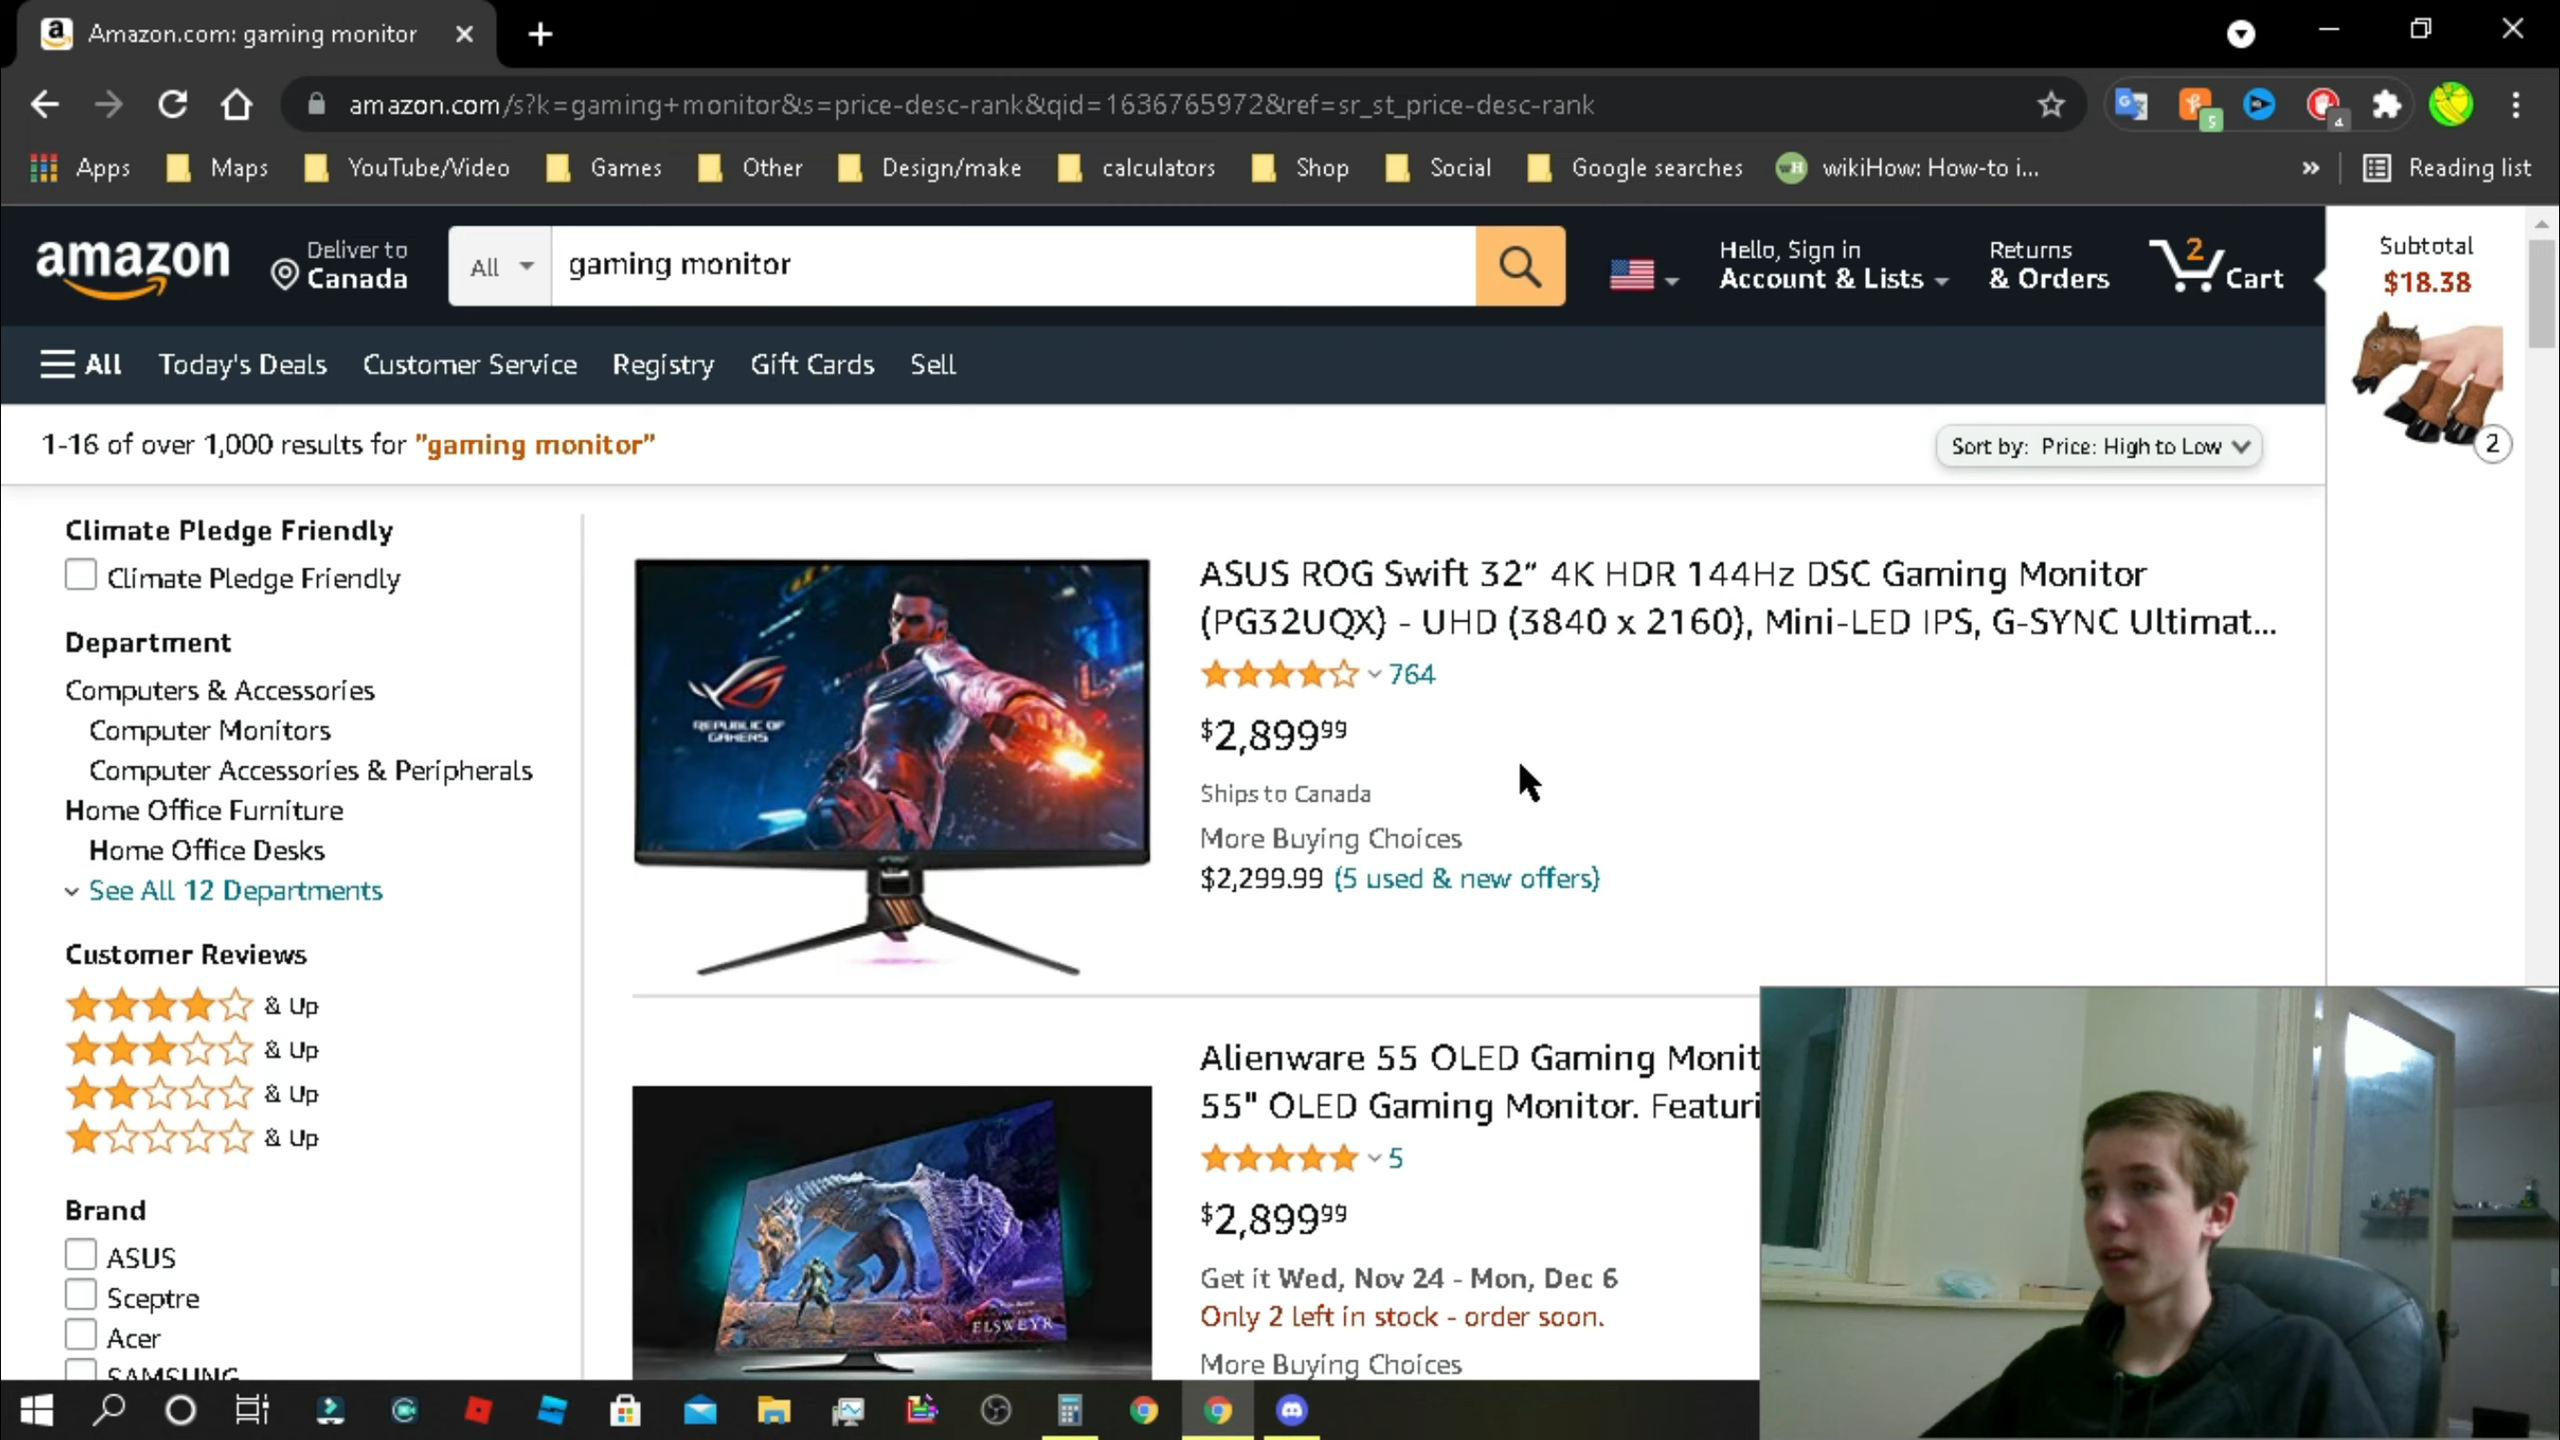 Amazon.com: gaming monitor
amazon.com/s?k=gaming+monitor&s=price-desc-rank&qid=1636765972&ref=sr_st_price-desc-rank
Apps Maps YouTube/Video Games Other Design/make calculators Shop Social Google searches wikiHow: How-to i... » Reading list
amazon
Deliver to
Canada
All
gaming monitor
Hello, Sign in
Account & Lists
Returns
& Orders
2
Cart
Subtotal
$18.38
2
All Today's Deals Customer Service Registry Gift Cards Sell
1-16 of over 1,000 results for "gaming monitor"
Sort by: Price: High to Low
Climate Pledge Friendly
Climate Pledge Friendly
Department
Computers & Accessories
Computer Monitors
Computer Accessories & Peripherals
Home Office Furniture
Home Office Desks
See All 12 Departments
Customer Reviews
& Up
& Up
& Up
& Up
Brand
ASUS
Sceptre
Acer
SAMSUNG
REPUBLIC OF
GAMERS
ASUS ROG Swift 32” 4K HDR 144Hz DSC Gaming Monitor
(PG32UQX) - UHD (3840 x 2160), Mini-LED IPS, G-SYNC Ultimat...
764
$2,89999
Ships to Canada
More Buying Choices
$2,299.99 (5 used & new offers)
ELSWEYR
Alienware 55 OLED Gaming Monit
55" OLED Gaming Monitor. Featuri
5
$2,89999
Get it Wed, Nov 24 - Mon, Dec 6
Only 2 left in stock - order soon.
More Buying Choices